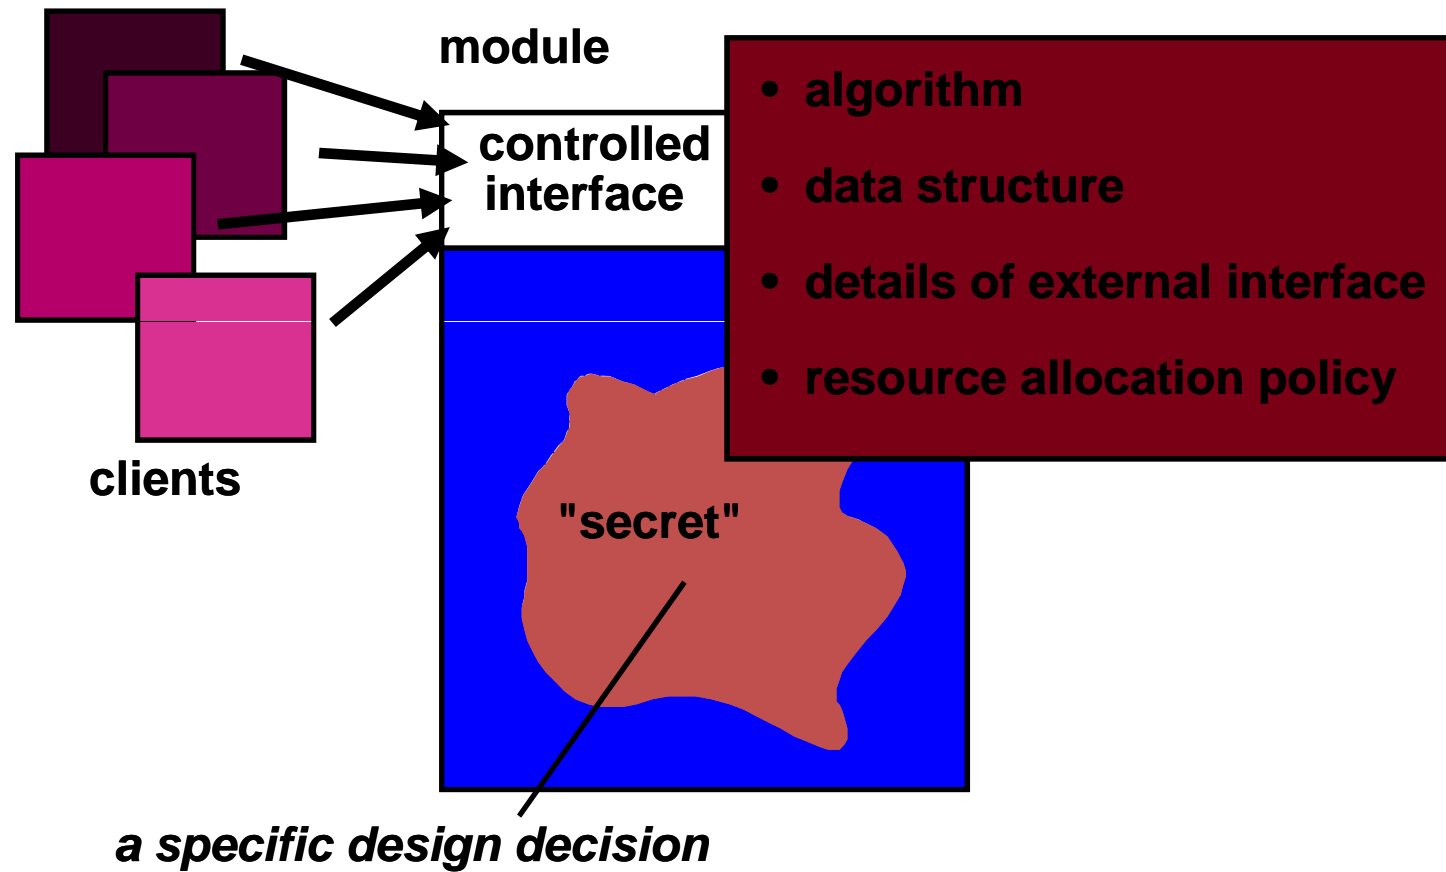 module
controlled
interface
• algorithm
• data structure
• details of external interface
• resource allocation policy
clients
"secret"
a specific design decision